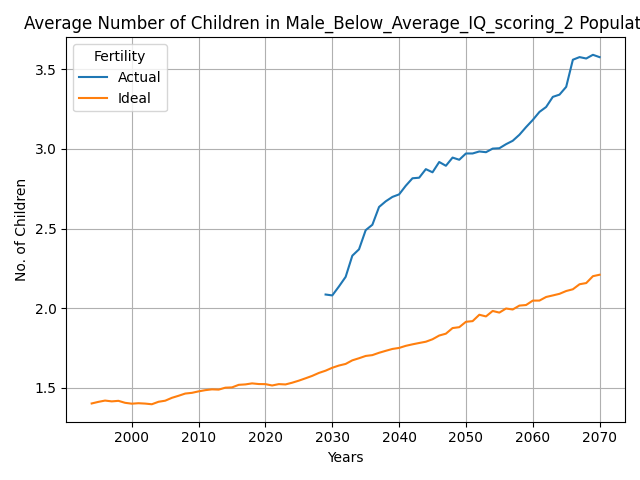 Average Number of Children in Male_Below_Average_IQ_scoring_2 Populat
Fertility
Actual
Ideal
3.5
3.0
2.5
2.0
1.5
No. of Children
2000 2010 2020 2030 2040 2050 2060 2070
Years